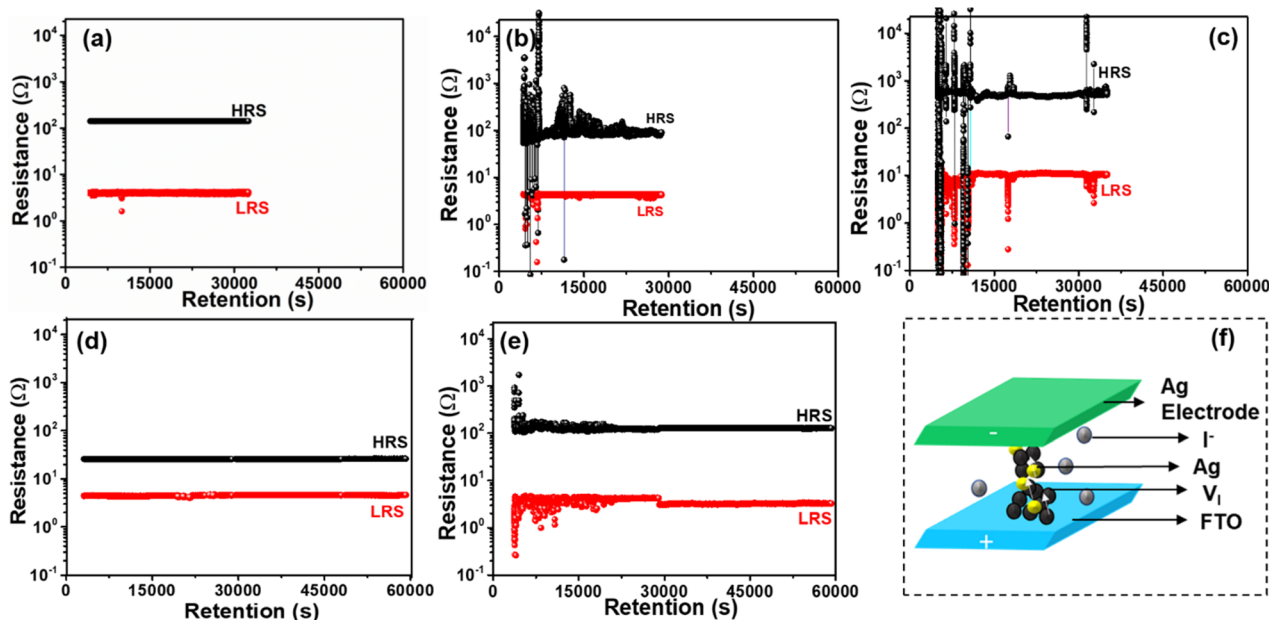 (a)
Resistance (Ω)
10⁴
10³
10²
10¹
10⁰
10⁻¹
HRS
LRS
0 15000 30000 45000 60000
Retention (s)
(b)
Resistance (Ω)
10⁴
10³
10²
10¹
10⁰
10⁻¹
HRS
LRS
0 15000 30000 45000 60000
Retention (s)
(c)
Resistance (Ω)
10⁴
10³
10²
10¹
10⁰
10⁻¹
HRS
LRS
0 15000 30000 45000 60000
Retention (s)
(d)
Resistance (Ω)
10⁴
10³
10²
10¹
10⁰
10⁻¹
HRS
LRS
0 15000 30000 45000 60000
Retention (s)
(e)
Resistance (Ω)
10⁴
10³
10²
10¹
10⁰
10⁻¹
HRS
LRS
0 15000 30000 45000 60000
Retention (s)
(f)
Ag
Electrode
-
I⁻
Ag
V_I
FTO
+